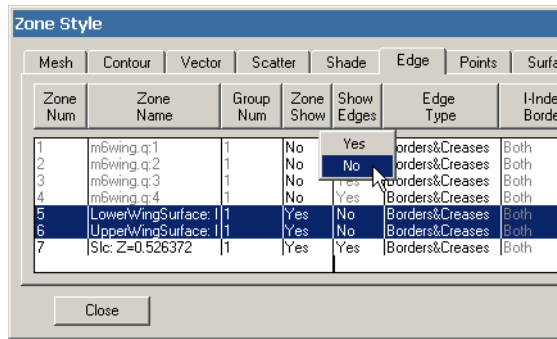 Zone Style
Mesh Contour Vector Scatter Shade Edge Points Surfa
Zone Num Zone Name Group Num Zone Show Show Edges Edge Type I-Inde Borde
Yes
No
1 m6wing.q:1 1 No Borders&Creases Both
2 m6wing.q:2 1 No Borders&Creases Both
3 m6wing.q:3 1 No Yes Borders&Creases Both
4 m6wing.q:4 1 No Yes Borders&Creases Both
5 LowerWingSurface: 1 Yes No Borders&Creases Both
6 UpperWingSurface: 1 Yes No Borders&Creases Both
7 Slc: Z=0.526372 1 Yes Yes Borders&Creases Both
Close